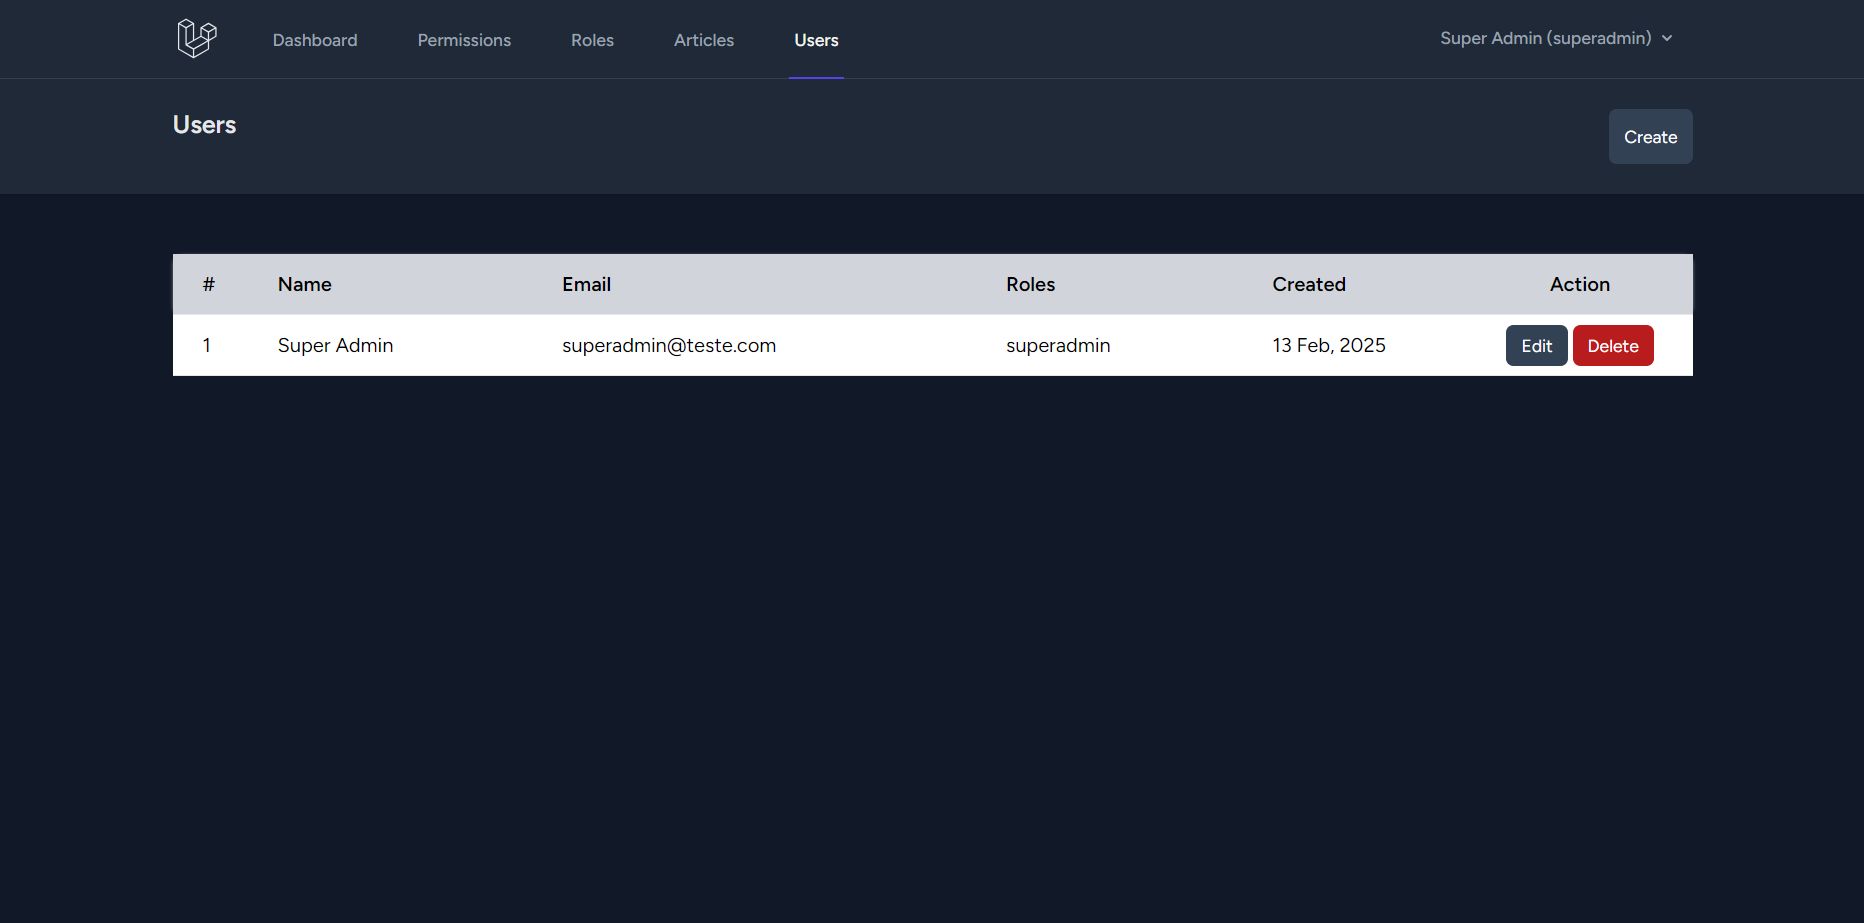 Dashboard Permissions Roles Articles Users Super Admin (superadmin)
Users
Create
# Name Email Roles Created Action
1 Super Admin superadmin@teste.com superadmin 13 Feb, 2025 Edit Delete